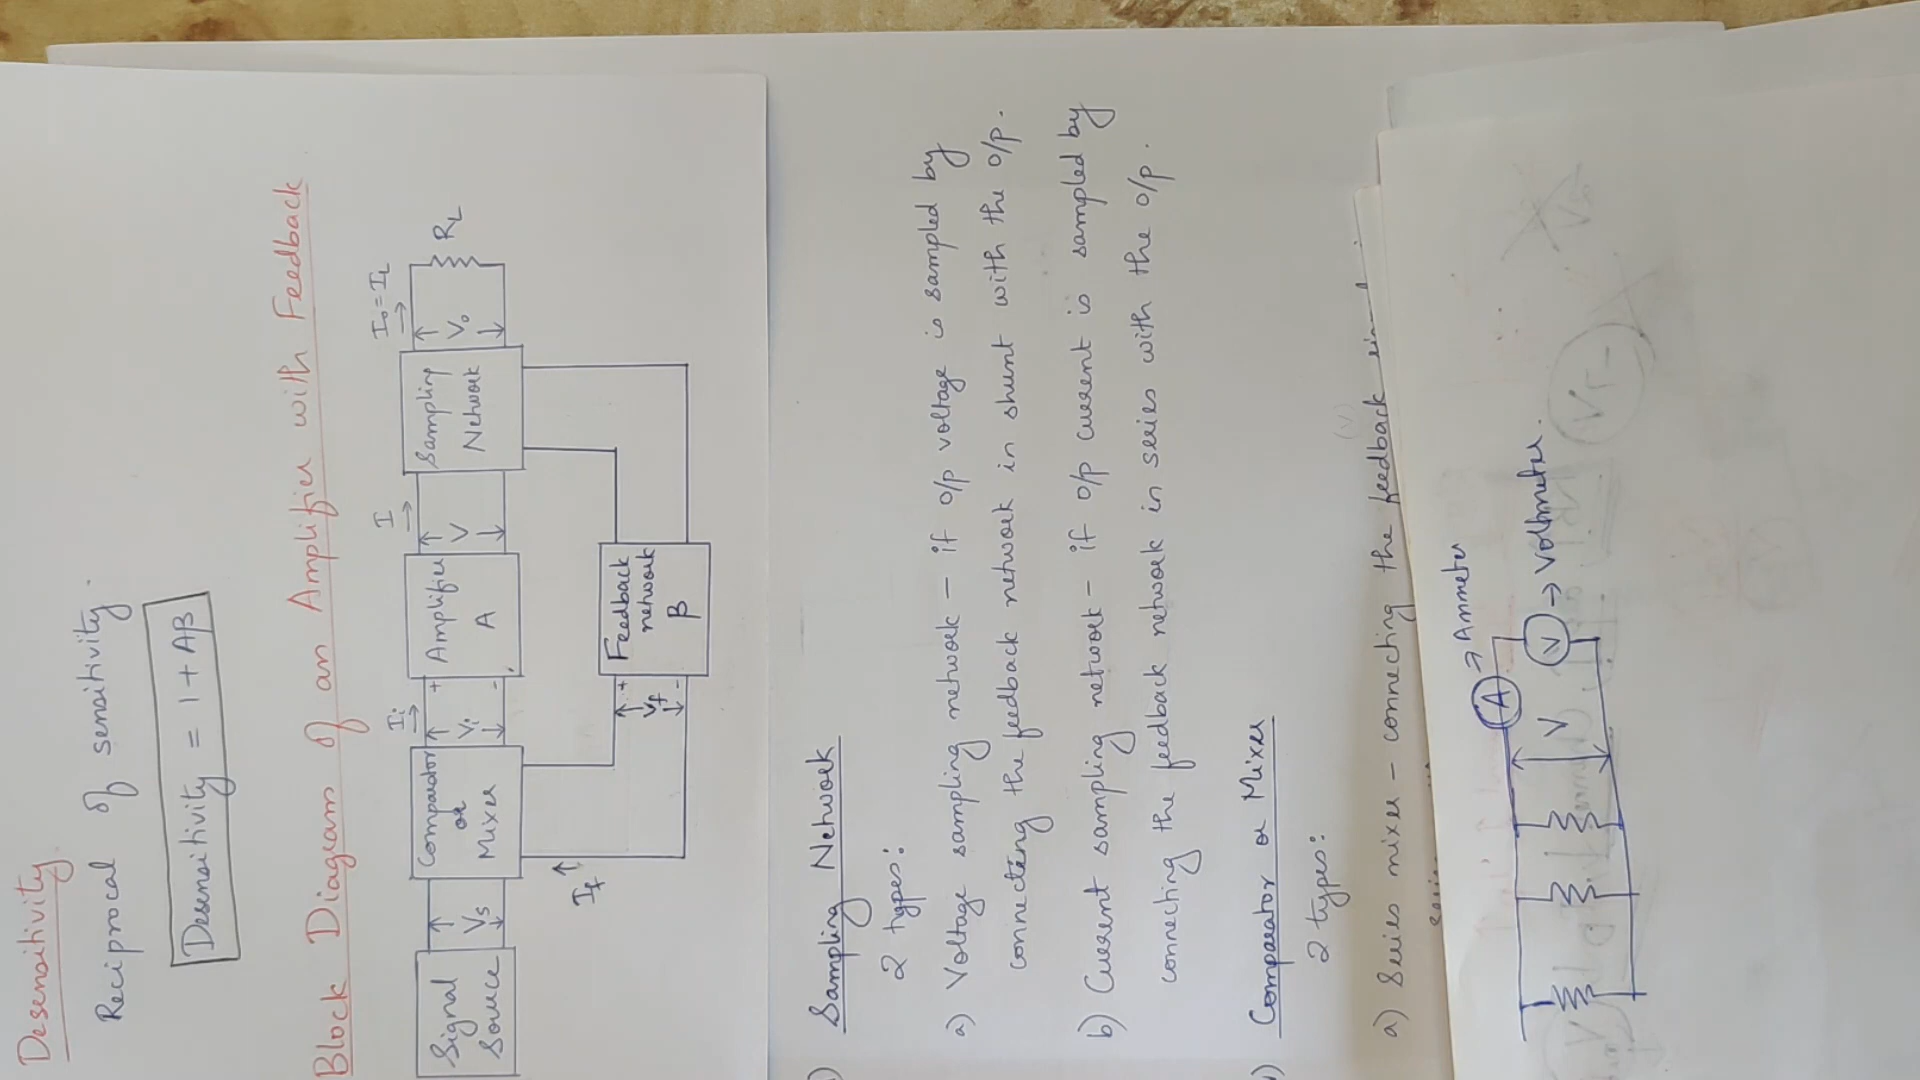 Desensitivity
Reciprocal of sensitivity.
Desensitivity = 1 + Aβ
Block Diagram of an Amplifier with Feedback
Signal Source
Vs
Comparator or Mixer
Ii
+
Vi
-
Amplifier A
I
V
Sampling Network
Io = IL
Vo
RL
If
+
Vf
-
Feedback network β
Sampling Network
2 types:
a) Voltage sampling network - if o/p voltage is sampled by
connecting the feedback network in shunt with the o/p.
b) Current sampling network - if o/p current is sampled by
connecting the feedback network in series with the o/p.
Comparator or Mixer
2 types:
a) Series mixer - connecting the feedback
A → Ammeter
V
V → Voltmeter.